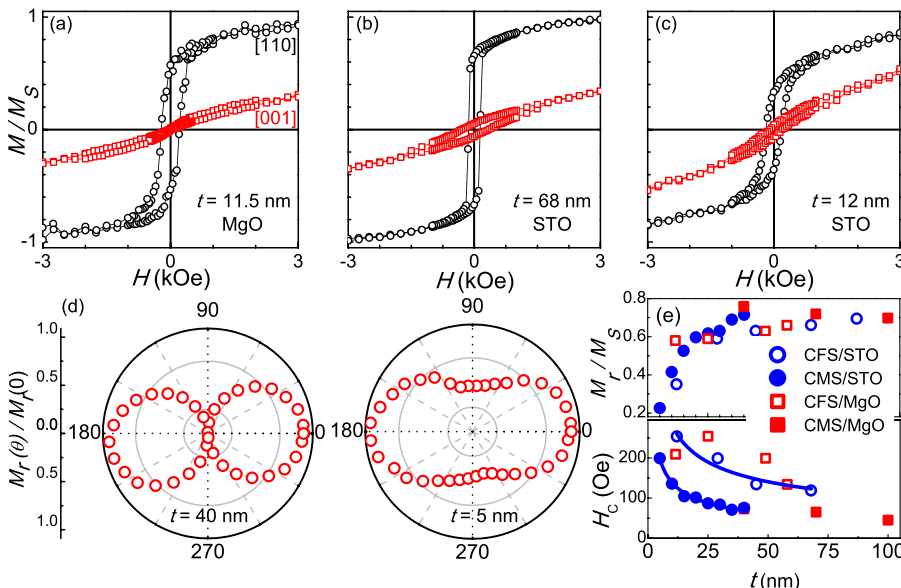 (a)
[110]
[001]
t = 11.5 nm
MgO
(b)
t = 68 nm
STO
(c)
t = 12 nm
STO
M / M_S
1
0
-1
-3 0 3
-3 0 3
-3 0 3
H (kOe)
H (kOe)
H (kOe)
(d)
M_r(θ) / M_r(0)
1.0
0.5
0.0
0.5
1.0
90
180
0
270
t = 40 nm
90
180
0
270
t = 5 nm
(e)
M_r / M
0.8
0.6
0.4
0.2
CFS/STO
CMS/STO
CFS/MgO
CMS/MgO
H_C (Oe)
200
100
0
0 25 50 75 100
t (nm)